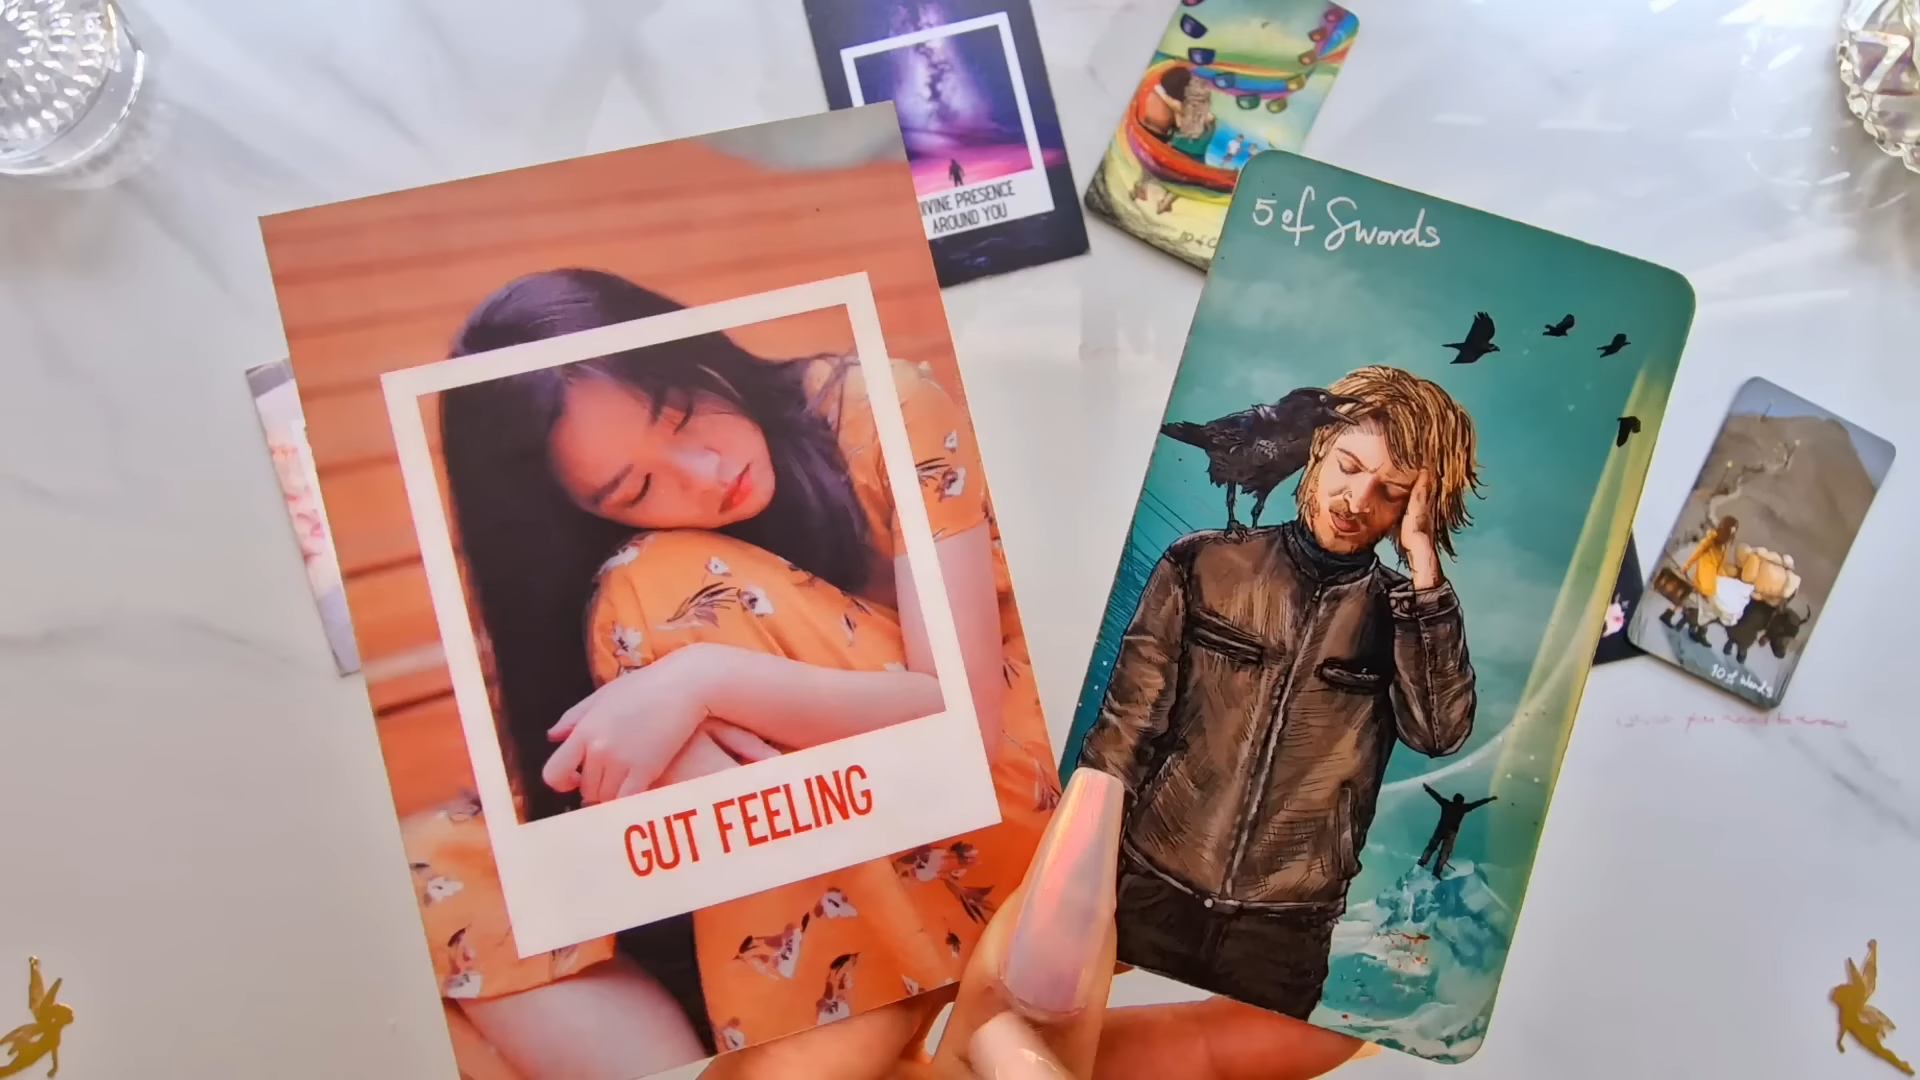 DIVINE PRESENCE
AROUND YOU
5 of Swords
GUT FEELING
10 of Wands